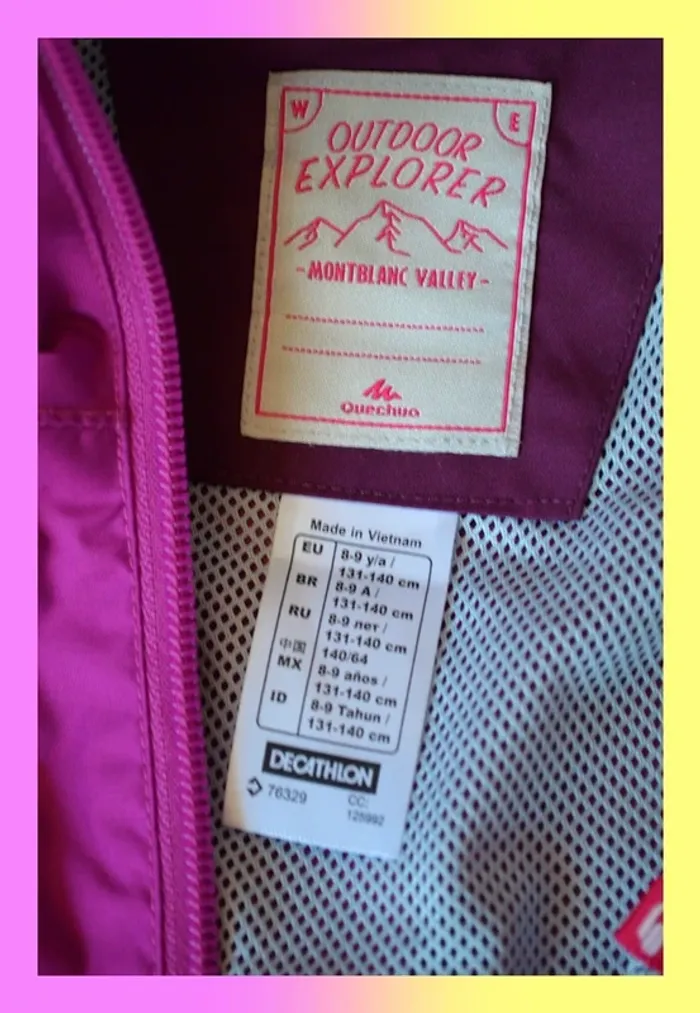 W
E
OUTDOOR
EXPLORER
-MONTBLANC VALLEY-
Quechua
Made in Vietnam
EU 8-9 y/a /
131-140 cm
BR 8-9 A /
131-140 cm
RU 8-9 лет /
131-140 cm
中国 140/64
MX 8-9 años /
131-140 cm
ID 8-9 Tahun /
131-140 cm
DECATHLON
76329
CC: